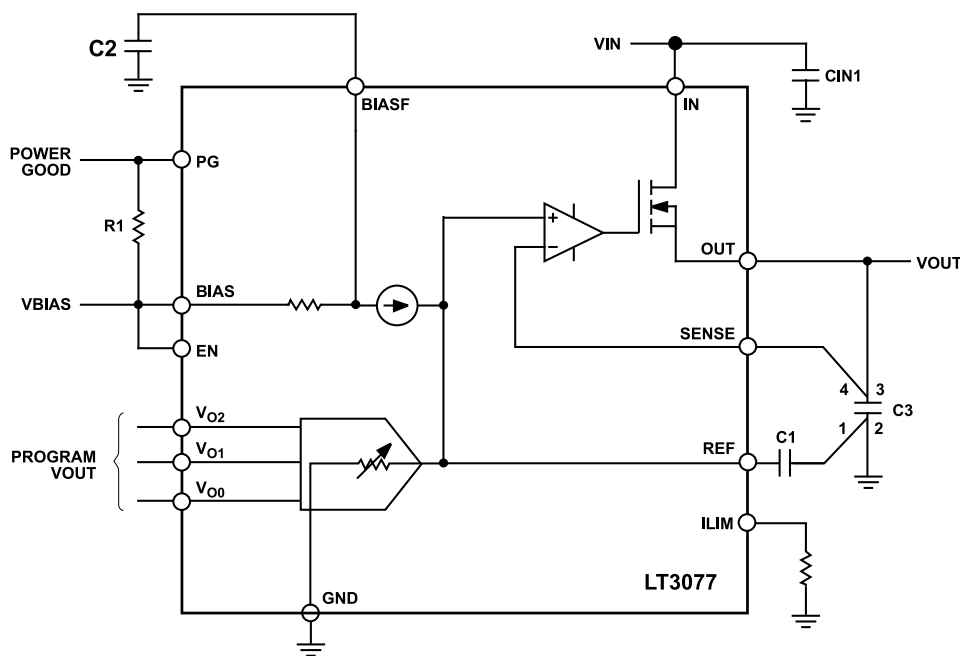 C2
VIN
CIN1
BIASF
IN
POWER
GOOD
PG
R1
+
−
OUT
VOUT
VBIAS
BIAS
EN
SENSE
4 3
C3
1 2
VO2
PROGRAM
VOUT
VO1
VO0
REF
C1
ILIM
LT3077
GND